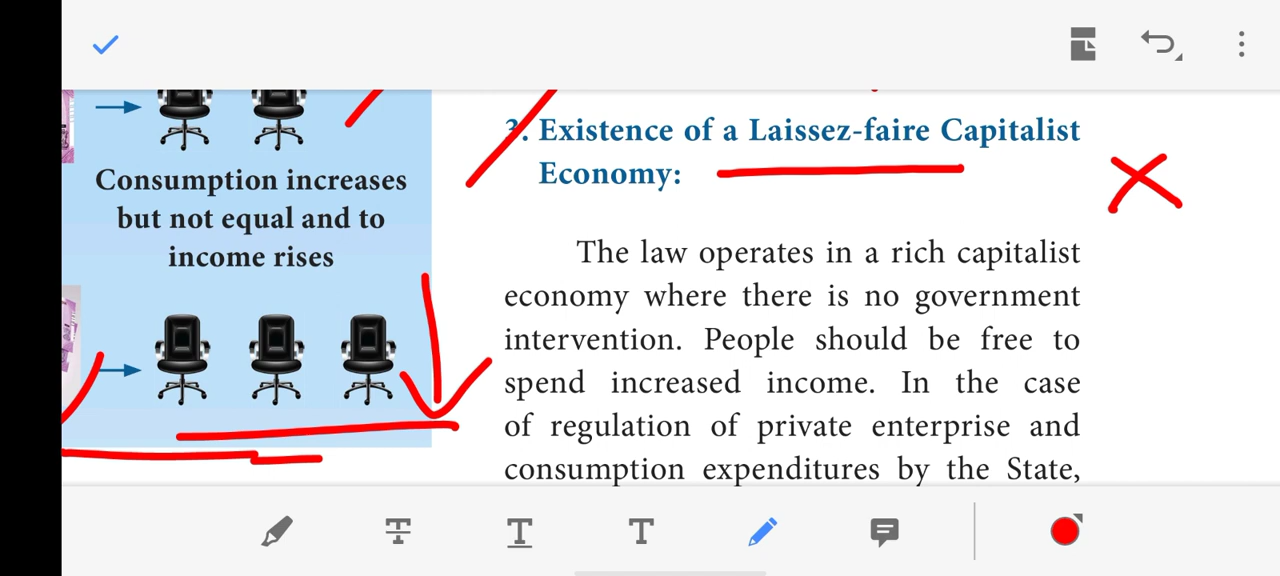 Consumption increases
but not equal and to
income rises
3. Existence of a Laissez-faire Capitalist
Economy:
The law operates in a rich capitalist
economy where there is no government
intervention. People should be free to
spend increased income. In the case
of regulation of private enterprise and
consumption expenditures by the State,